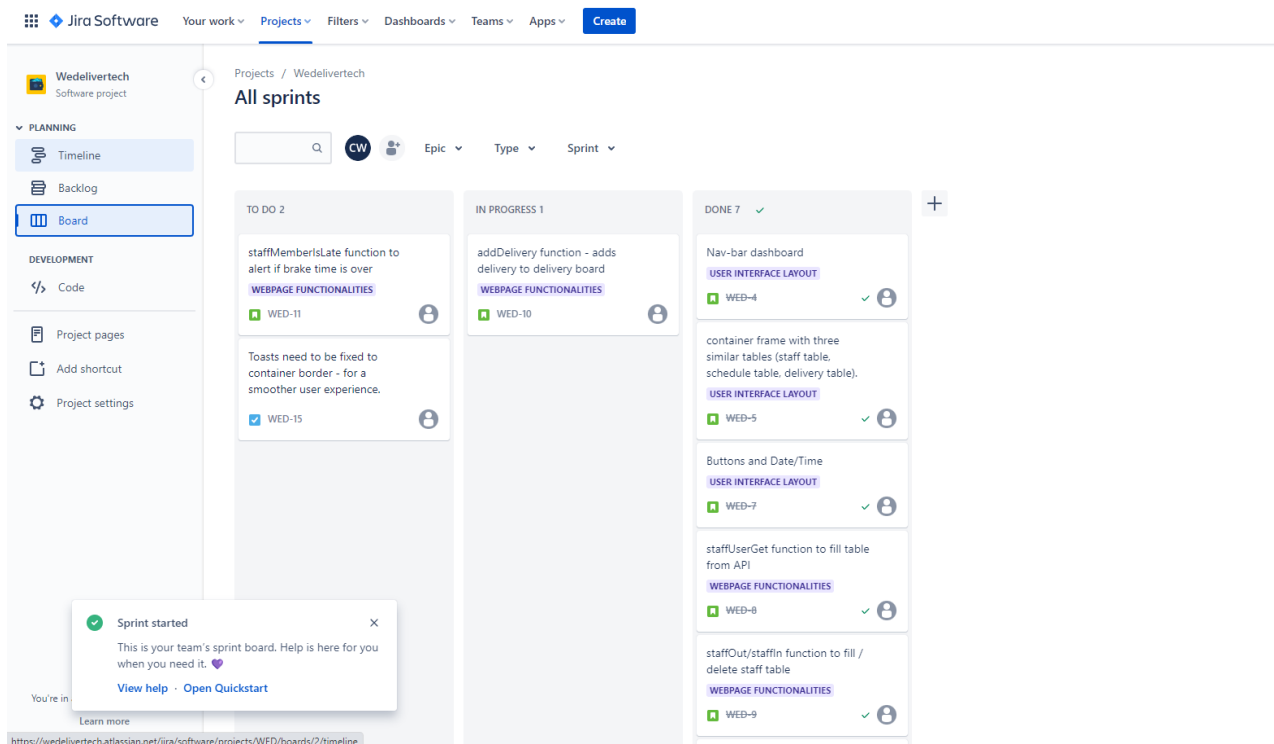 Jira Software Your work Projects Filters Dashboards Teams Apps Create
Wedelivertech
Software project
PLANNING
Timeline
Backlog
Board
DEVELOPMENT
Code
Project pages
Add shortcut
Project settings
You're in
Learn more
Projects / Wedelivertech
All sprints
CW Epic Type Sprint
TO DO 2
staffMemberIsLate function to
alert if brake time is over
WEBPAGE FUNCTIONALITIES
WED-11
Toasts need to be fixed to
container border - for a
smoother user experience.
WED-15
IN PROGRESS 1
addDelivery function - adds
delivery to delivery board
WEBPAGE FUNCTIONALITIES
WED-10
DONE 7
Nav-bar dashboard
USER INTERFACE LAYOUT
WED-4
container frame with three
similar tables (staff table,
schedule table, delivery table).
USER INTERFACE LAYOUT
WED-5
Buttons and Date/Time
USER INTERFACE LAYOUT
WED-7
staffUserGet function to fill table
from API
WEBPAGE FUNCTIONALITIES
WED-8
staffOut/staffIn function to fill /
delete staff table
WEBPAGE FUNCTIONALITIES
WED-9
Sprint started
This is your team's sprint board. Help is here for you
when you need it. 💜
View help · Open Quickstart
https://wedelivertech.atlassian.net/jira/software/projects/WED/boards/2/timeline